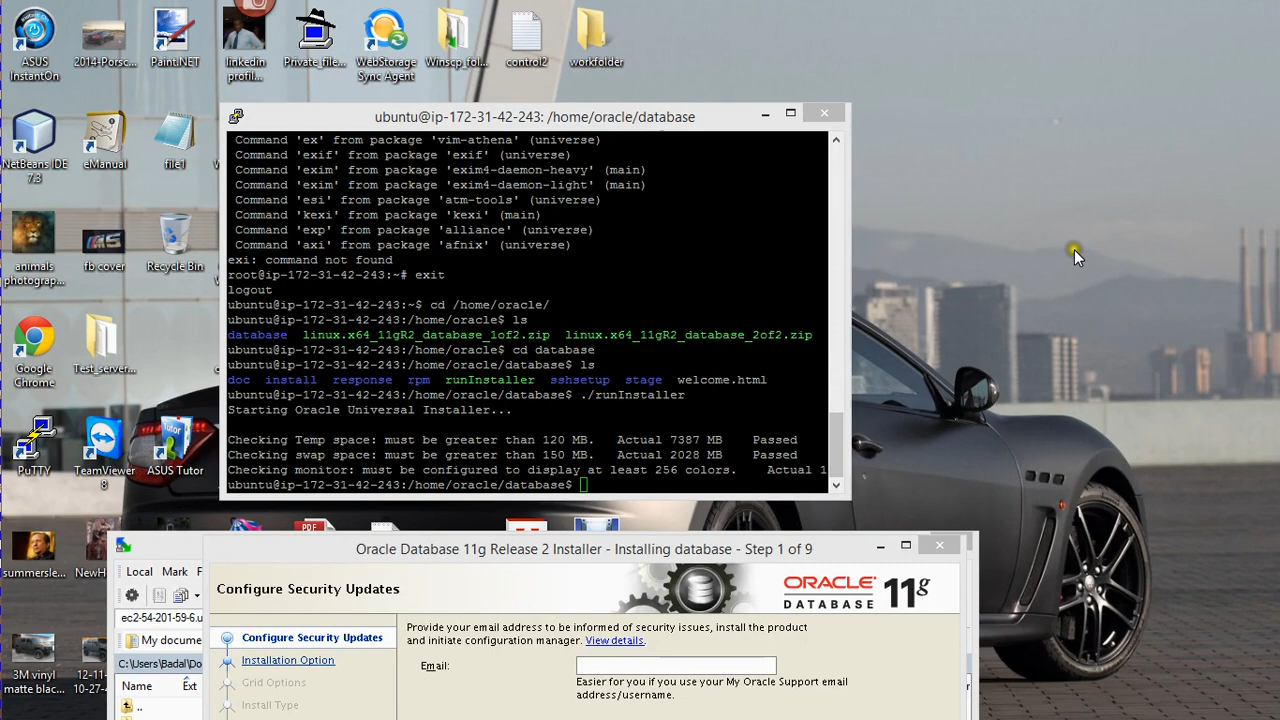 ASUS InstantOn
2014-Porsc...
Paint.NET
linkedin profil...
Private_file...
WebStorage Sync Agent
Winscp_fol...
control2
workfolder
NetBeans IDE 7.3
eManual
file1
animals photograp...
fb cover
Recycle Bin
Google Chrome
Test_server...
PuTTY
TeamViewer 8
ASUS Tutor
PDF
summersle...
NewH
3M vinyl matte blac...
12-11-
10-27-4
ubuntu@ip-172-31-42-243: /home/oracle/database
Command 'ex' from package 'vim-athena' (universe)
Command 'exif' from package 'exif' (universe)
Command 'exim' from package 'exim4-daemon-heavy' (main)
Command 'exim' from package 'exim4-daemon-light' (main)
Command 'esi' from package 'atm-tools' (universe)
Command 'kexi' from package 'kexi' (main)
Command 'exp' from package 'alliance' (universe)
Command 'axi' from package 'afnix' (universe)
exi: command not found
root@ip-172-31-42-243:~# exit
logout
ubuntu@ip-172-31-42-243:~$ cd /home/oracle/
ubuntu@ip-172-31-42-243:/home/oracle$ ls
database linux.x64_11gR2_database_1of2.zip linux.x64_11gR2_database_2of2.zip
ubuntu@ip-172-31-42-243:/home/oracle$ cd database
ubuntu@ip-172-31-42-243:/home/oracle/database$ ls
doc install response rpm runInstaller sshsetup stage welcome.html
ubuntu@ip-172-31-42-243:/home/oracle/database$ ./runInstaller
Starting Oracle Universal Installer...
Checking Temp space: must be greater than 120 MB. Actual 7387 MB Passed
Checking swap space: must be greater than 150 MB. Actual 2028 MB Passed
Checking monitor: must be configured to display at least 256 colors. Actual 1
ubuntu@ip-172-31-42-243:/home/oracle/database$
Local Mark F
ec2-54-201-59-6.u
My docume
C:\Users\Badal\Do
Name Ext
..
Oracle Database 11g Release 2 Installer - Installing database - Step 1 of 9
Configure Security Updates
ORACLE DATABASE 11g
Configure Security Updates
Installation Option
Grid Options
Install Type
Provide your email address to be informed of security issues, install the product
and initiate configuration manager. View details.
Email:
Easier for you if you use your My Oracle Support email
address/username.